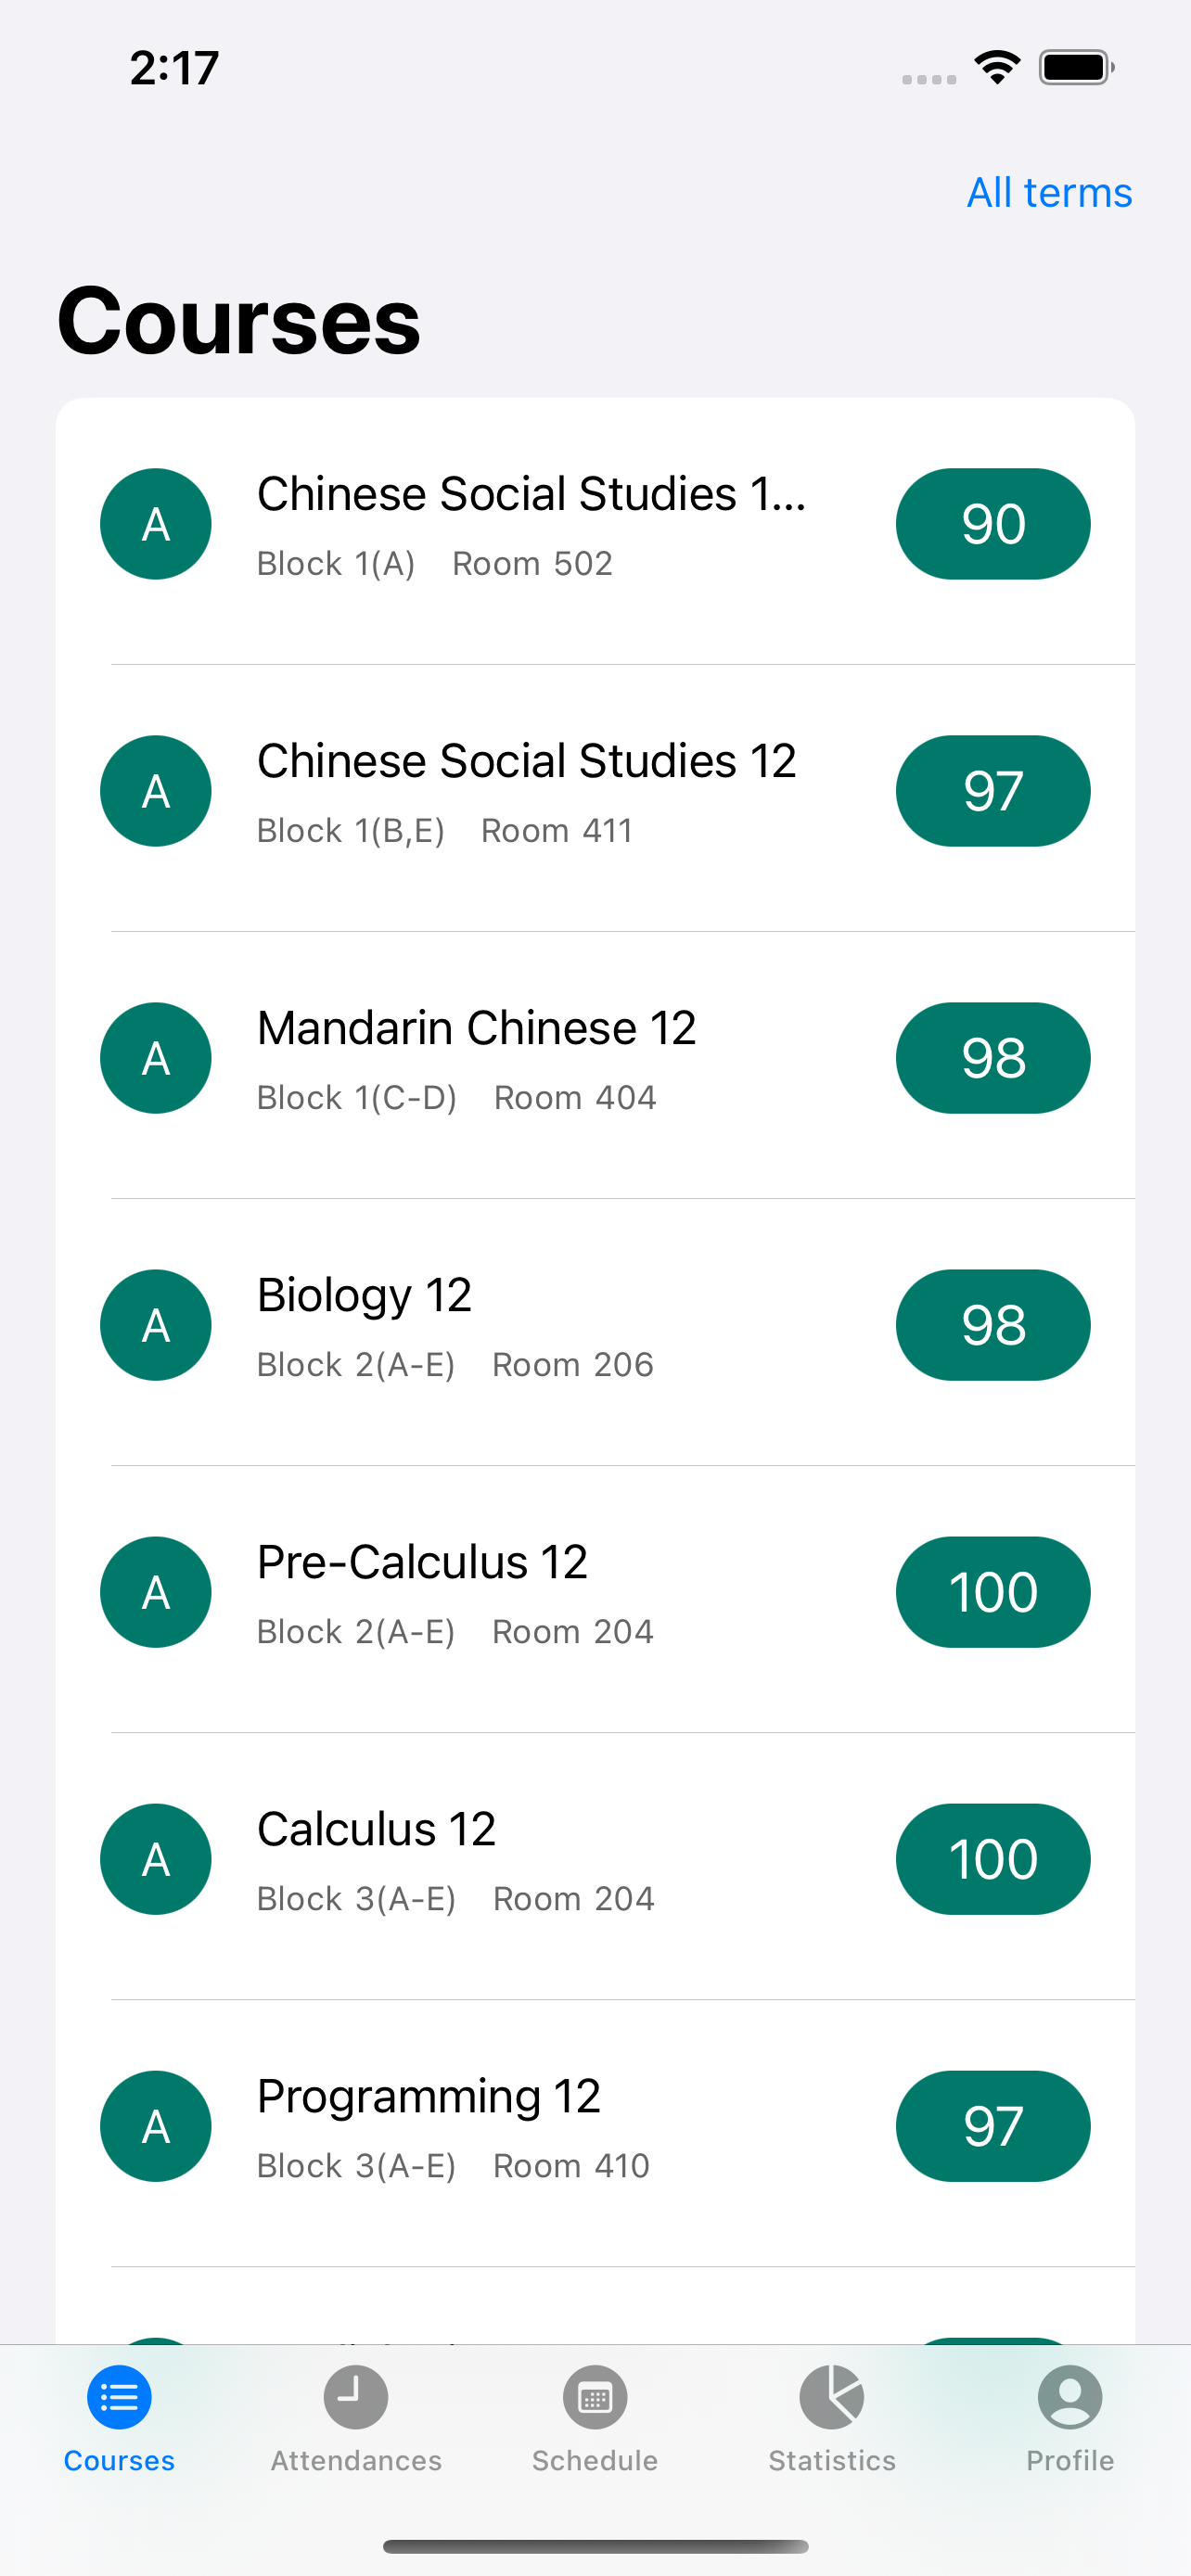 2:17
All terms
Courses
A
Chinese Social Studies 1...
Block 1(A) Room 502
90
A
Chinese Social Studies 12
Block 1(B,E) Room 411
97
A
Mandarin Chinese 12
Block 1(C-D) Room 404
98
A
Biology 12
Block 2(A-E) Room 206
98
A
Pre-Calculus 12
Block 2(A-E) Room 204
100
A
Calculus 12
Block 3(A-E) Room 204
100
A
Programming 12
Block 3(A-E) Room 410
97
Courses Attendances Schedule Statistics Profile